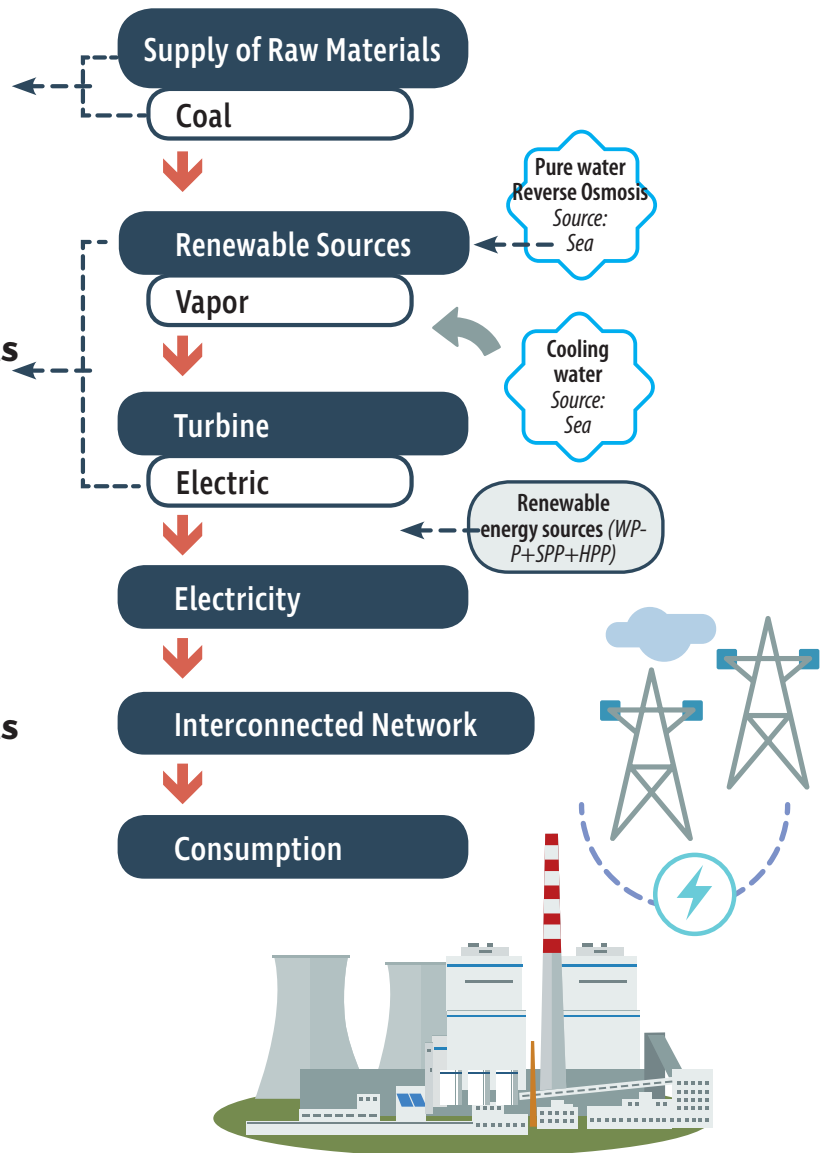 Supply of Raw Materials
Coal
Pure water
Reverse Osmosis
Source:
Sea
Renewable Sources
Vapor
s
Cooling
water
Source:
Sea
Turbine
Electric
Renewable
energy sources (WP-
P+SPP+HPP)
Electricity
s
Interconnected Network
Consumption